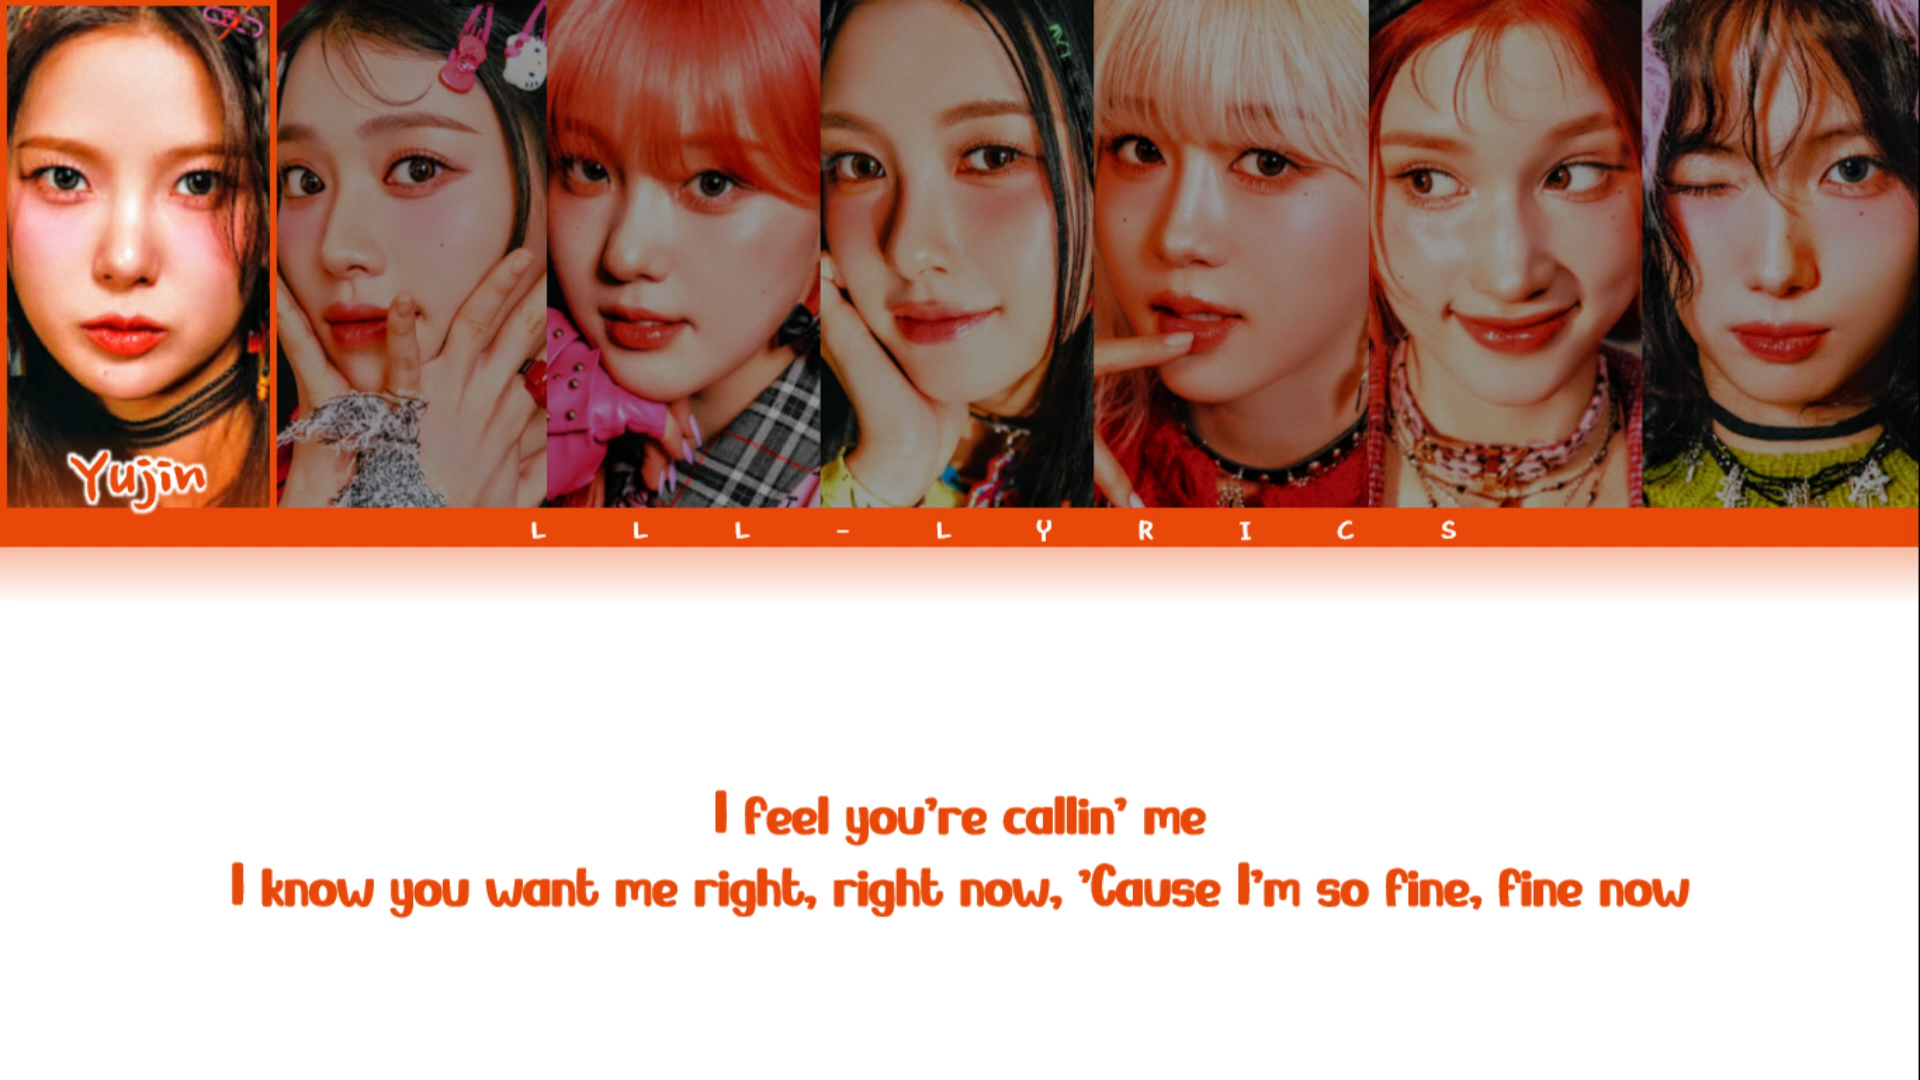 Yujin
L L L - L Y R I C S
I feel you're callin' me
I know you want me right, right now, 'Cause I'm so fine, fine now